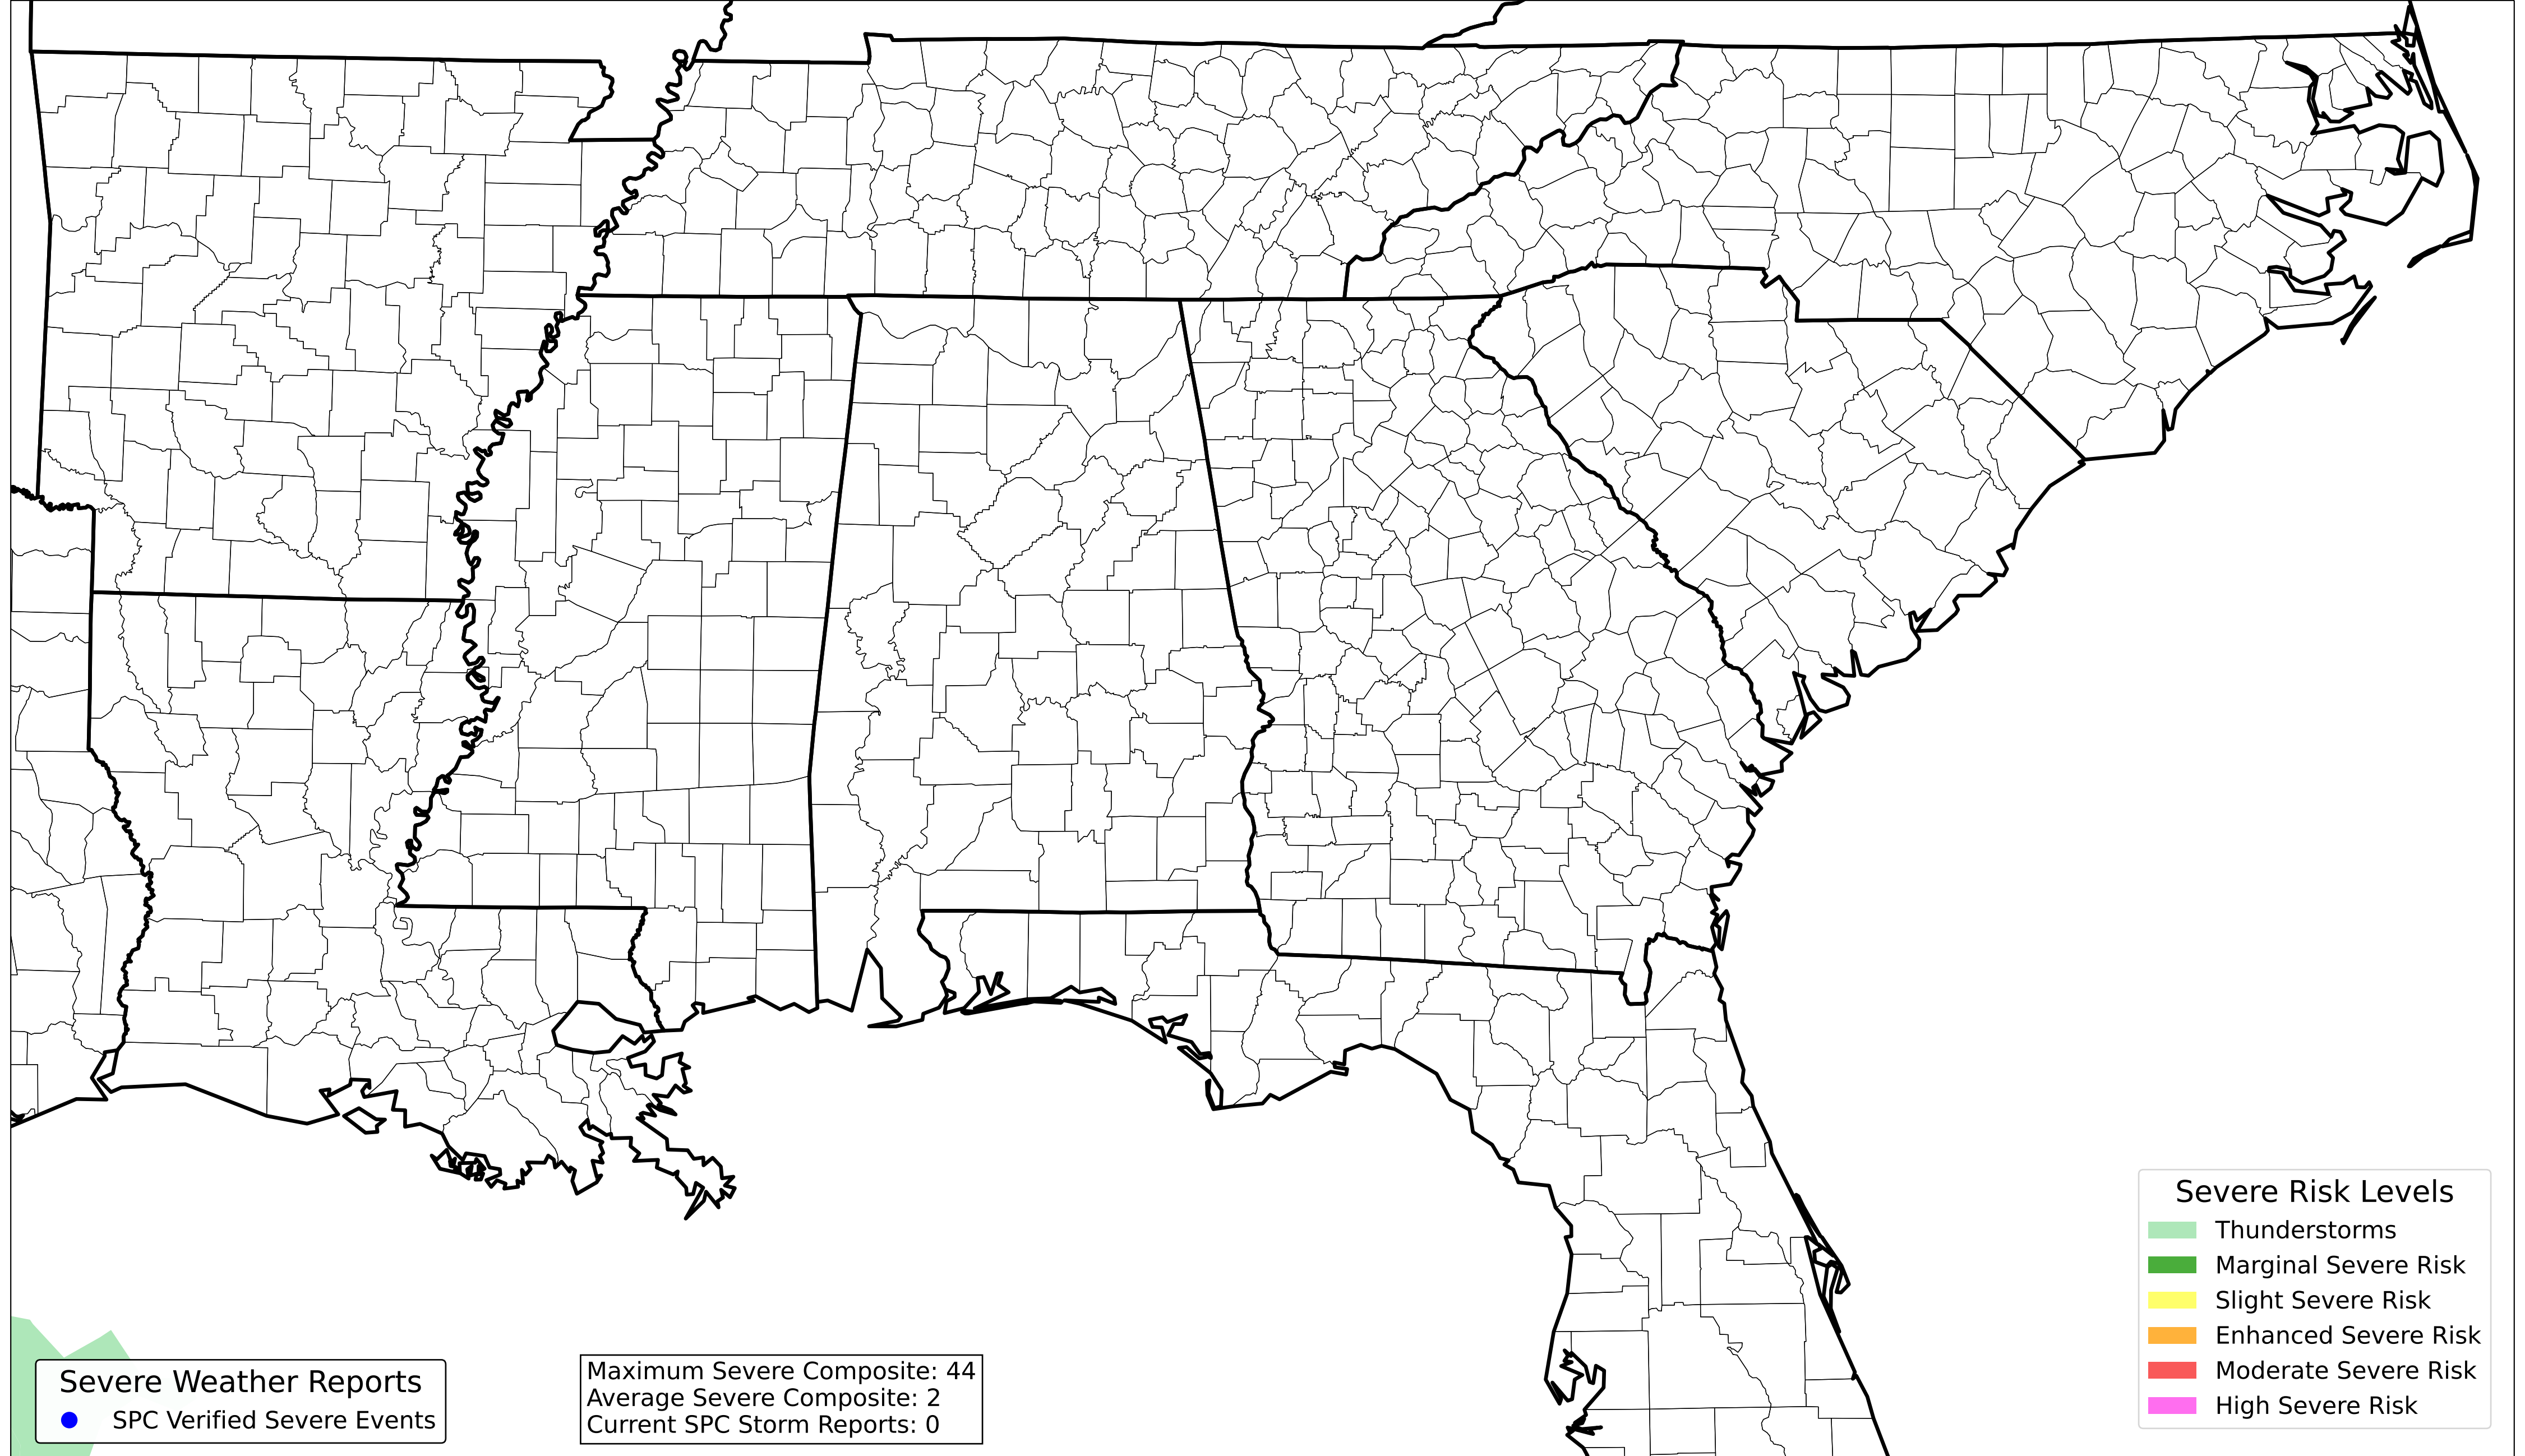 Severe Weather Reports
SPC Verified Severe Events
Maximum Severe Composite: 44
Average Severe Composite: 2
Current SPC Storm Reports: 0
Severe Risk Levels
Thunderstorms
Marginal Severe Risk
Slight Severe Risk
Enhanced Severe Risk
Moderate Severe Risk
High Severe Risk